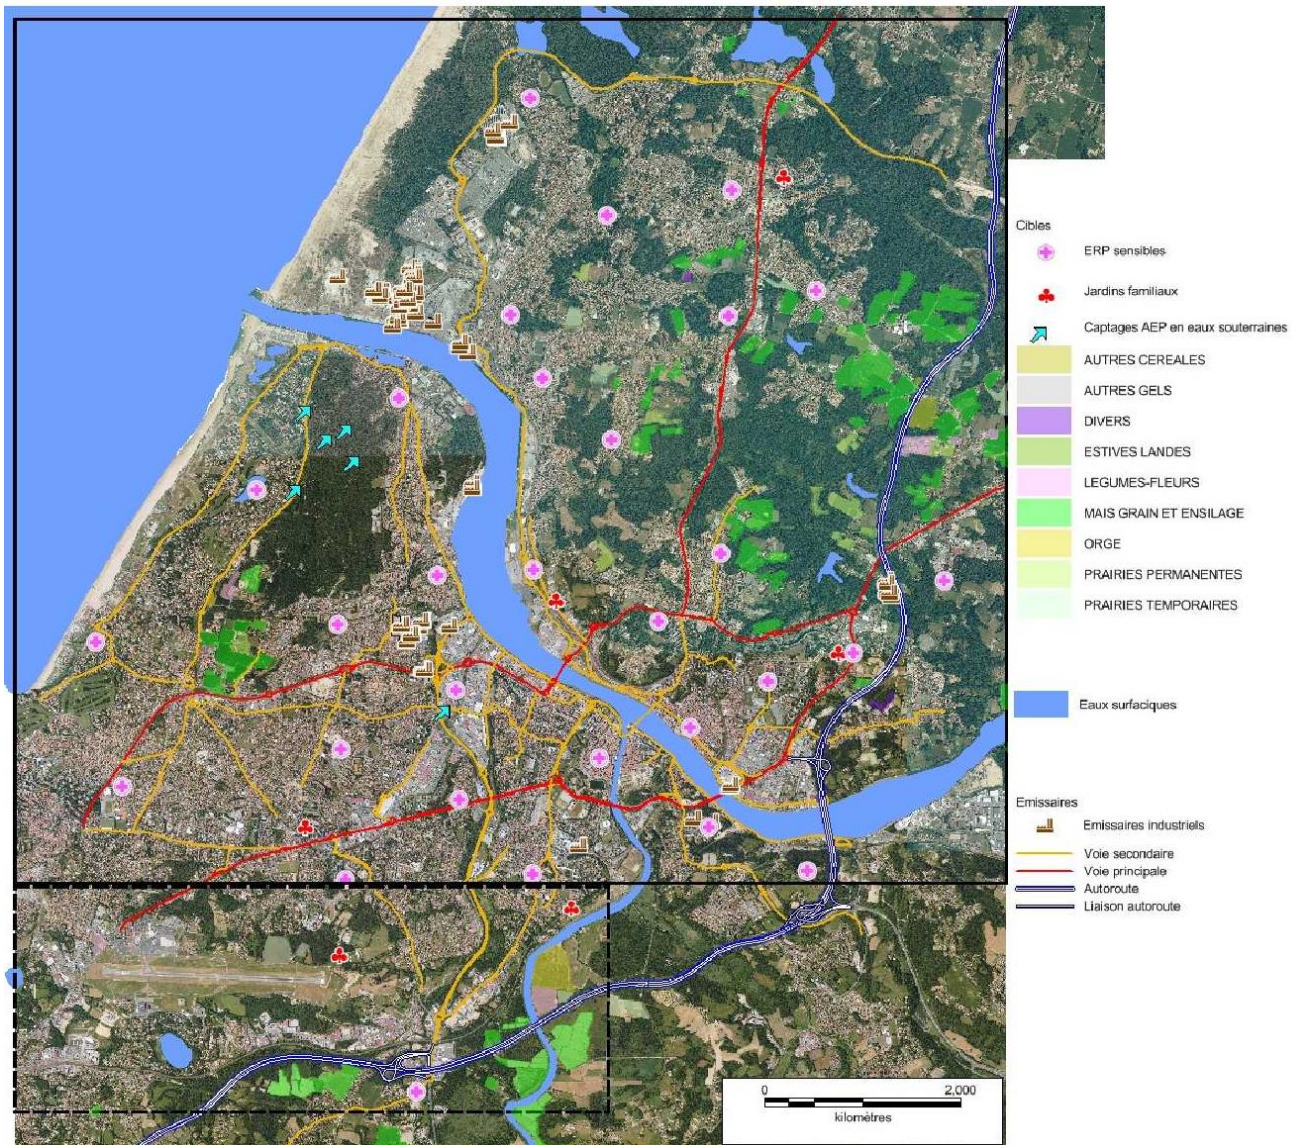 Cibles
ERP sensibles
Jardins familiaux
Captages AEP en eaux souterraines
AUTRES CEREALES
AUTRES GELS
DIVERS
ESTIVES LANDES
LEGUMES-FLEURS
MAIS GRAIN ET ENSILAGE
ORGE
PRAIRIES PERMANENTES
PRAIRIES TEMPORAIRES
Eaux surfaciques
Emissaires
Emissaires industriels
Voie secondaire
Voie principale
Autoroute
Liaison autoroute
0 2,000
kilomètres